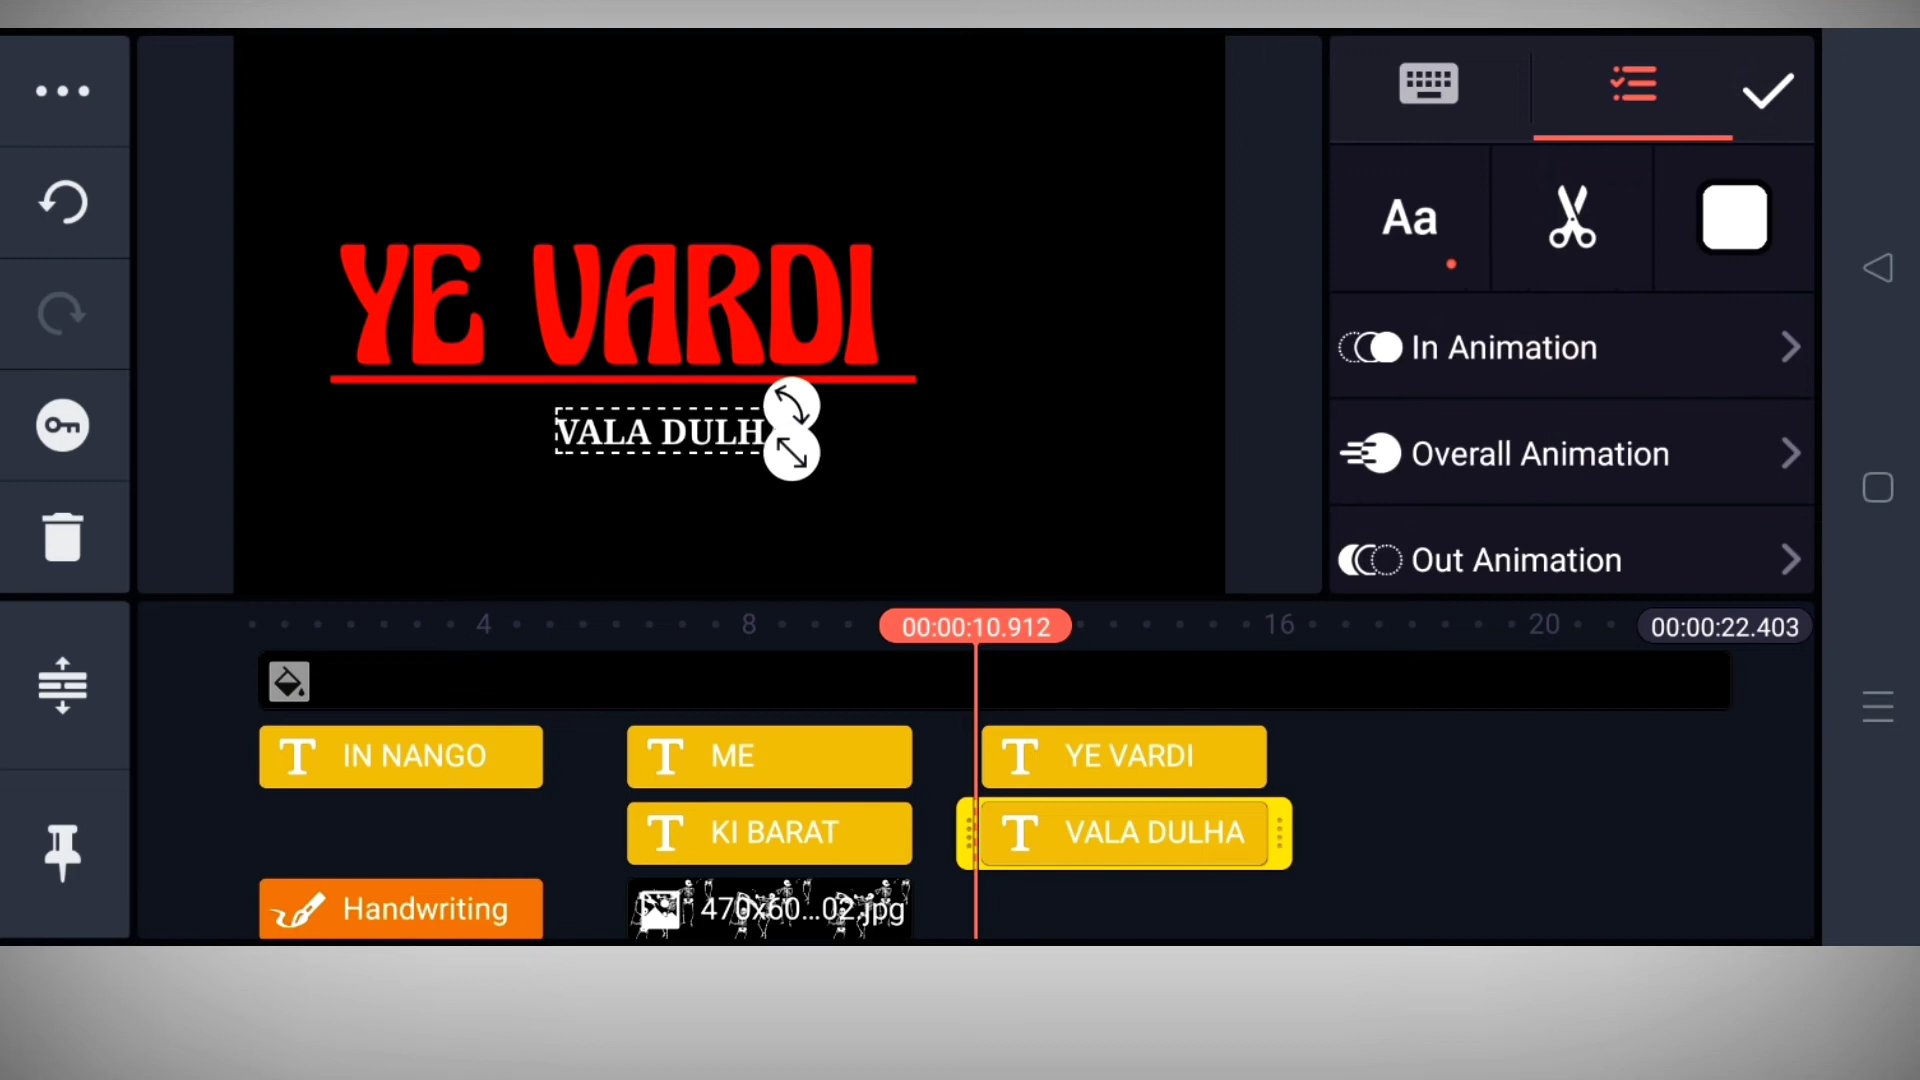 YE VARDI
VALA DULH
Aa
In Animation
Overall Animation
Out Animation
4
8
00:00:10.912
16
20
00:00:22.403
T IN NANGO
T ME
T YE VARDI
T KI BARAT
T VALA DULHA
Handwriting
470x60...02.jpg